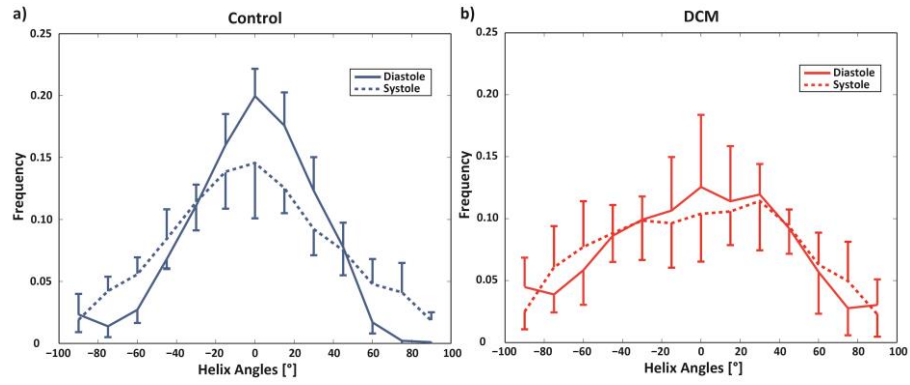 a)
Control
0.25
0.20
0.15
0.10
0.05
0
Frequency
Diastole
Systole
−100 −80 −60 −40 −20 0 20 40 60 80 100
Helix Angles [°]
b)
DCM
0.25
0.20
0.15
0.10
0.05
0
Frequency
Diastole
Systole
−100 −80 −60 −40 −20 0 20 40 60 80 100
Helix Angles [°]